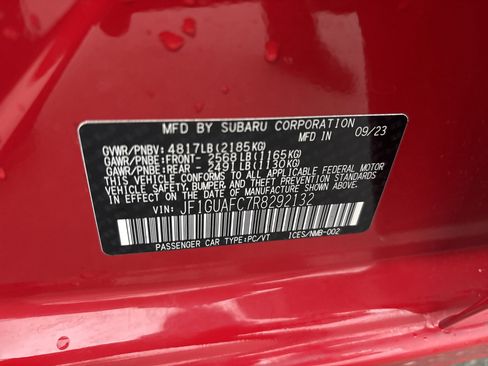 MFD BY SUBARU CORPORATION
MFD IN 09/23
GVWR/PNBV: 4817LB(2185KG)
GAWR/PNBE:FRONT- 2568LB(1165KG)
GAWR/PNBE:REAR - 2491LB(1130KG)
THIS VEHICLE CONFORMS TO ALL APPLICABLE FEDERAL MOTOR
VEHICLE SAFETY, BUMPER, AND THEFT PREVENTION STANDARDS
IN EFFECT ON THE DATE OF MANUFACTURE SHOWN ABOVE.
VIN: JF1GUAFC7R8292132
PASSENGER CAR TYPE:PC/VT 1CES/NMB-002